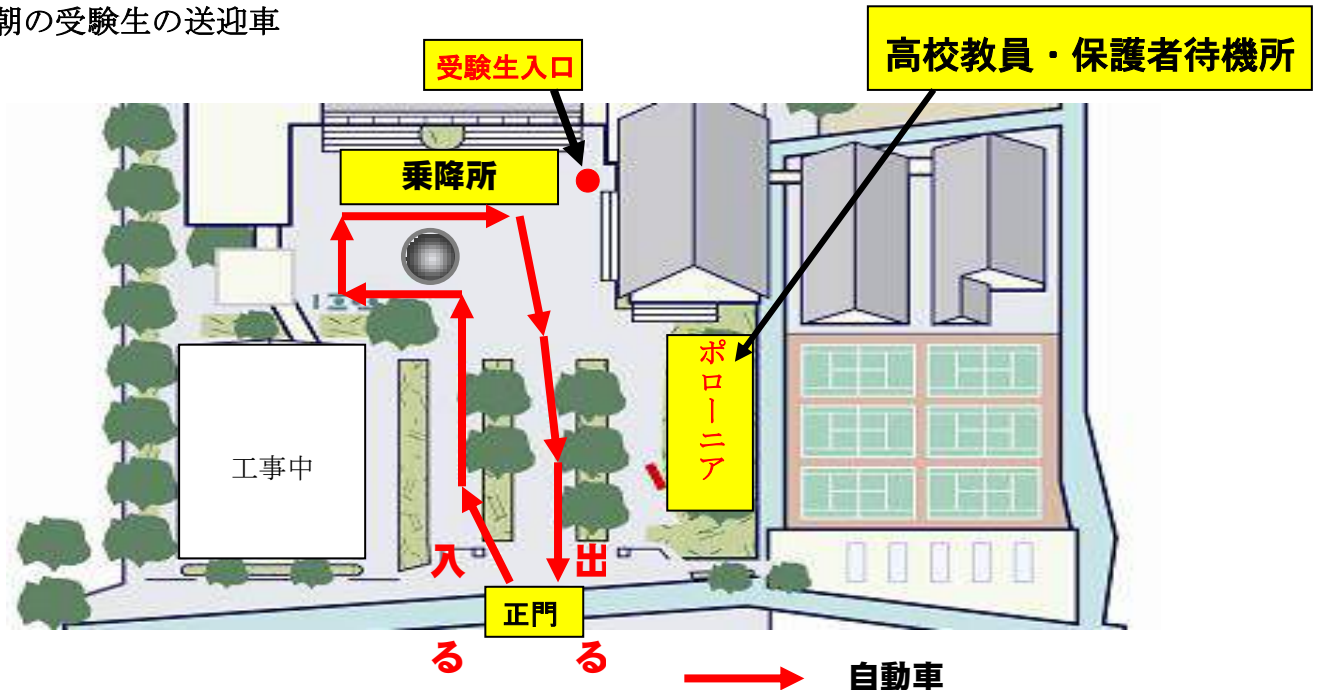 朝の受験生の送迎車
受験生入口
高校教員・保護者待機所
乗降所
ポローニア
工事中
入る
出る
正門
自動車